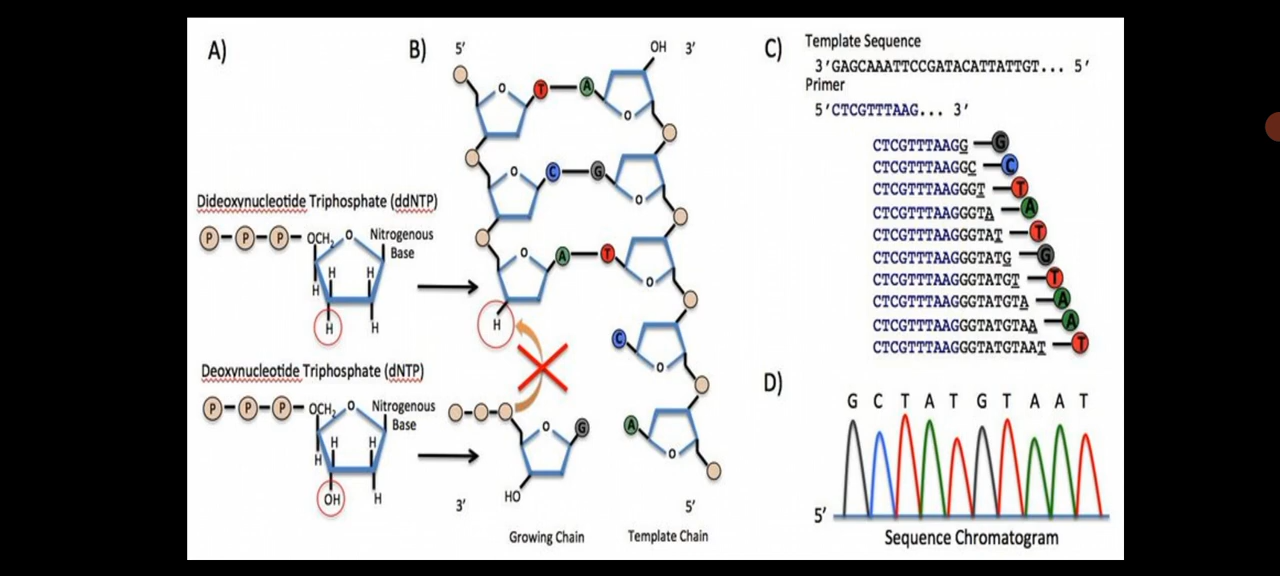 A)
Dideoxynucleotide Triphosphate (ddNTP)
P P P OCH2 O Nitrogenous
Base
H H
H
H H
Deoxynucleotide Triphosphate (dNTP)
P P P OCH2 O Nitrogenous
Base
H H
H
OH H
B)
5' OH 3'
O T A O
O C G O
O A T O
H
C O
O G A O
HO
3' 5'
Growing Chain Template Chain
C)
Template Sequence
3'GAGCAAATTCCGATACATTATTGT... 5'
Primer
5'CTCGTTTAAG... 3'
CTCGTTTAAGG G
CTCGTTTAAGGC C
CTCGTTTAAGGGT T
CTCGTTTAAGGGTA A
CTCGTTTAAGGGTAT T
CTCGTTTAAGGGTATG G
CTCGTTTAAGGGTATGT T
CTCGTTTAAGGGTATGTA A
CTCGTTTAAGGGTATGTAA A
CTCGTTTAAGGGTATGTAAT T
D)
G C T A T G T A A T
5'
Sequence Chromatogram